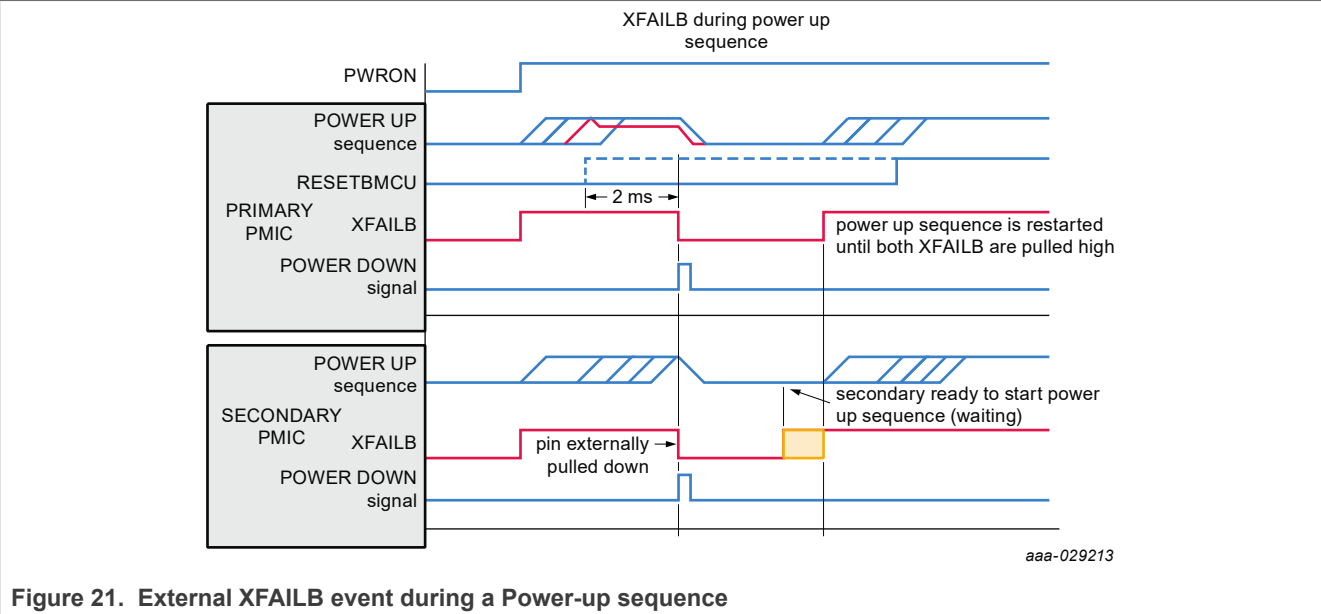 XFAILB during power up
sequence
PWRON
POWER UP
sequence
RESETBMCU
2 ms
PRIMARY
PMIC
XFAILB
power up sequence is restarted
until both XFAILB are pulled high
POWER DOWN
signal
POWER UP
sequence
secondary ready to start power
up sequence (waiting)
SECONDARY
PMIC
XFAILB
pin externally
pulled down
POWER DOWN
signal
aaa-029213
Figure 21. External XFAILB event during a Power-up sequence